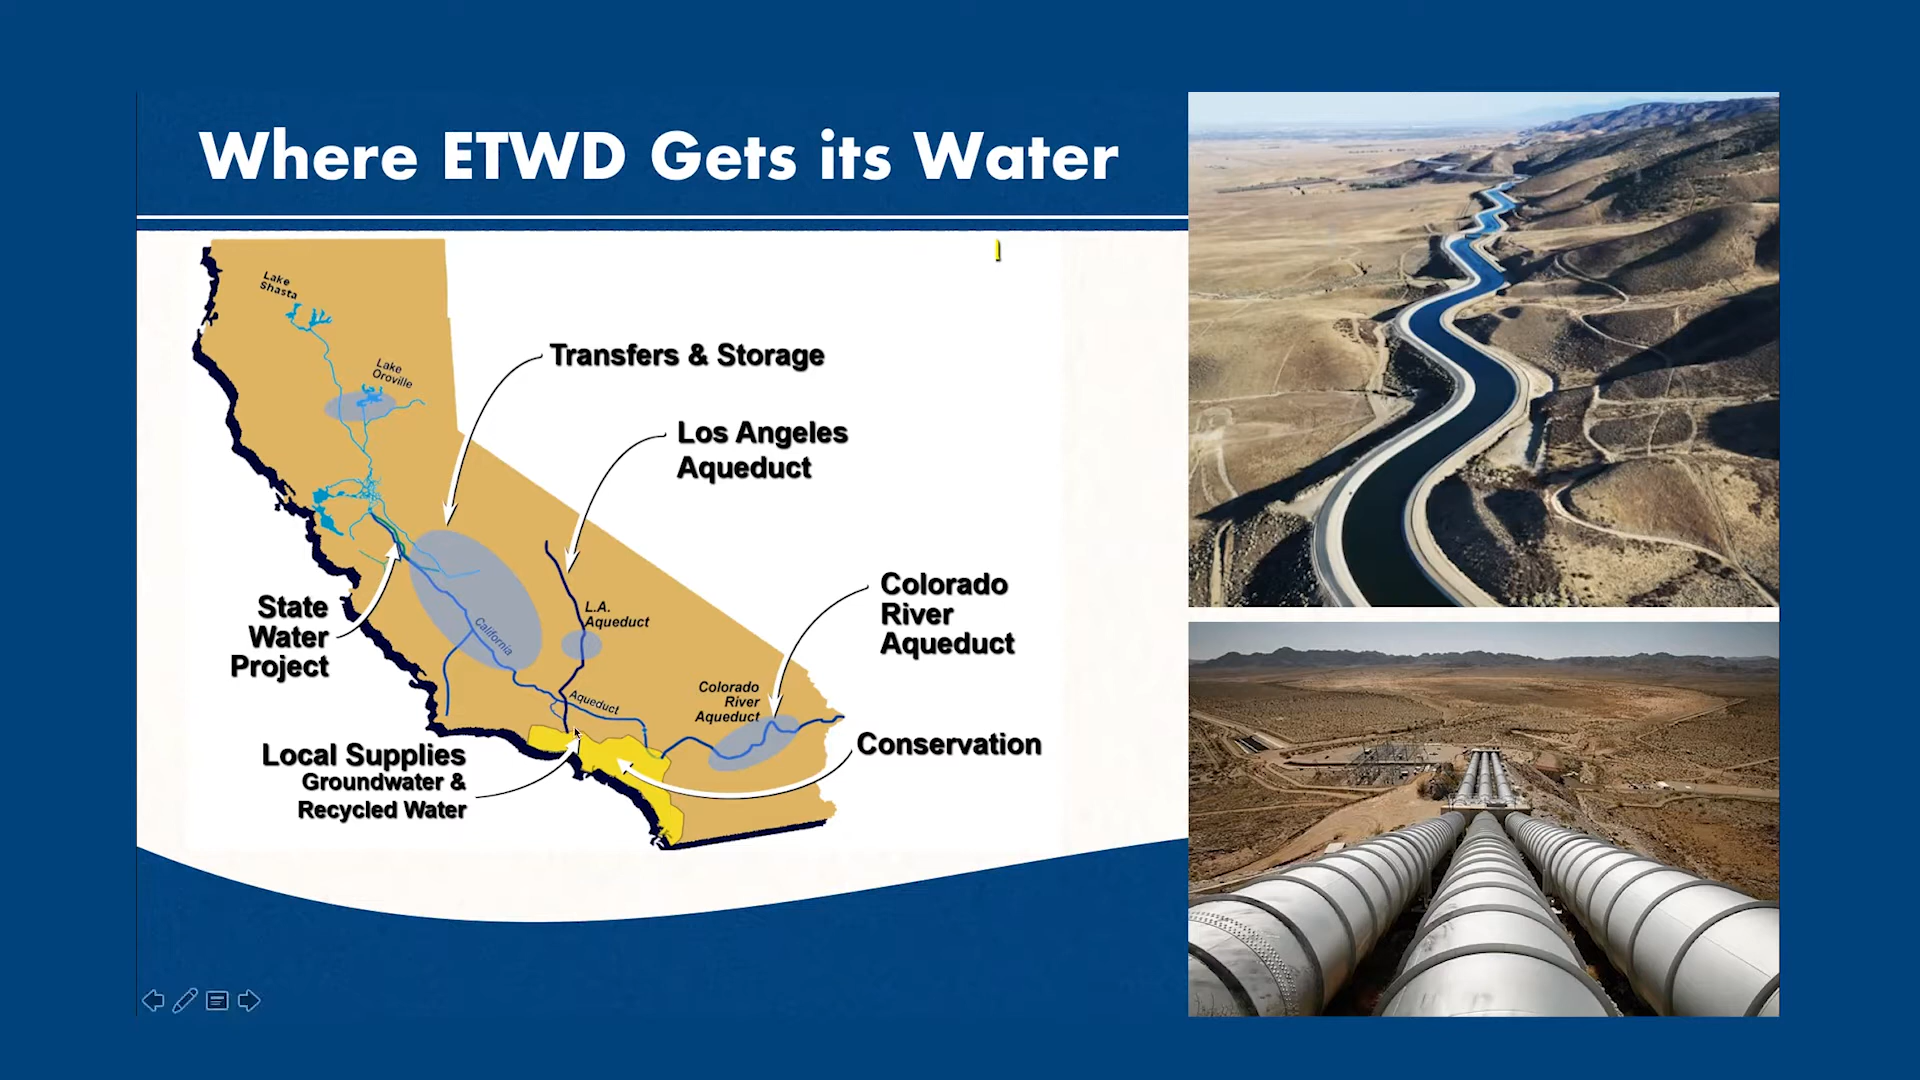 Where ETWD Gets its Water
Lake
Shasta
Lake
Oroville
Transfers & Storage
Los Angeles
Aqueduct
State
Water
Project
California
L.A.
Aqueduct
Aqueduct
Colorado
River
Aqueduct
Colorado
River
Aqueduct
Conservation
Local Supplies
Groundwater &
Recycled Water